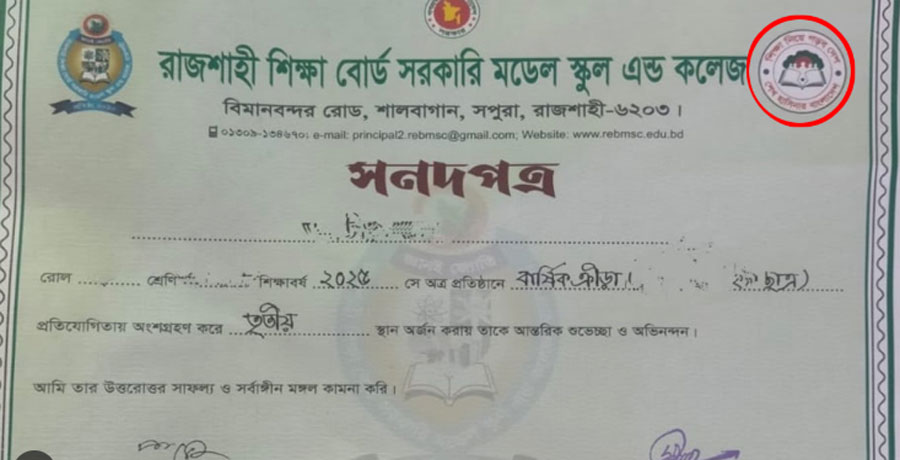 সরকার
রাজশাহী শিক্ষা বোর্ড সরকারি মডেল স্কুল এন্ড কলেজ
শিক্ষা নিয়ে গড়ব দেশ
শেখ হাসিনার বাংলাদেশ
বিমানবন্দর রোড, শালবাগান, সপুরা, রাজশাহী-৬২০৩।
e-mail: principal2.rebmsc@gmail.com; Website: www.rebmsc.edu.bd
সনদপত্র
রোল শ্রেণি শিক্ষাবর্ষ ২০২৫ সে অত্র প্রতিষ্ঠানে বার্ষিক ক্রীড়া ( ছাত্র)
প্রতিযোগিতায় অংশগ্রহণ করে তৃতীয় স্থান অর্জন করায় তাকে আন্তরিক শুভেচ্ছা ও অভিনন্দন।
আমি তার উত্তরোত্তর সাফল্য ও সর্বাঙ্গীন মঙ্গল কামনা করি।